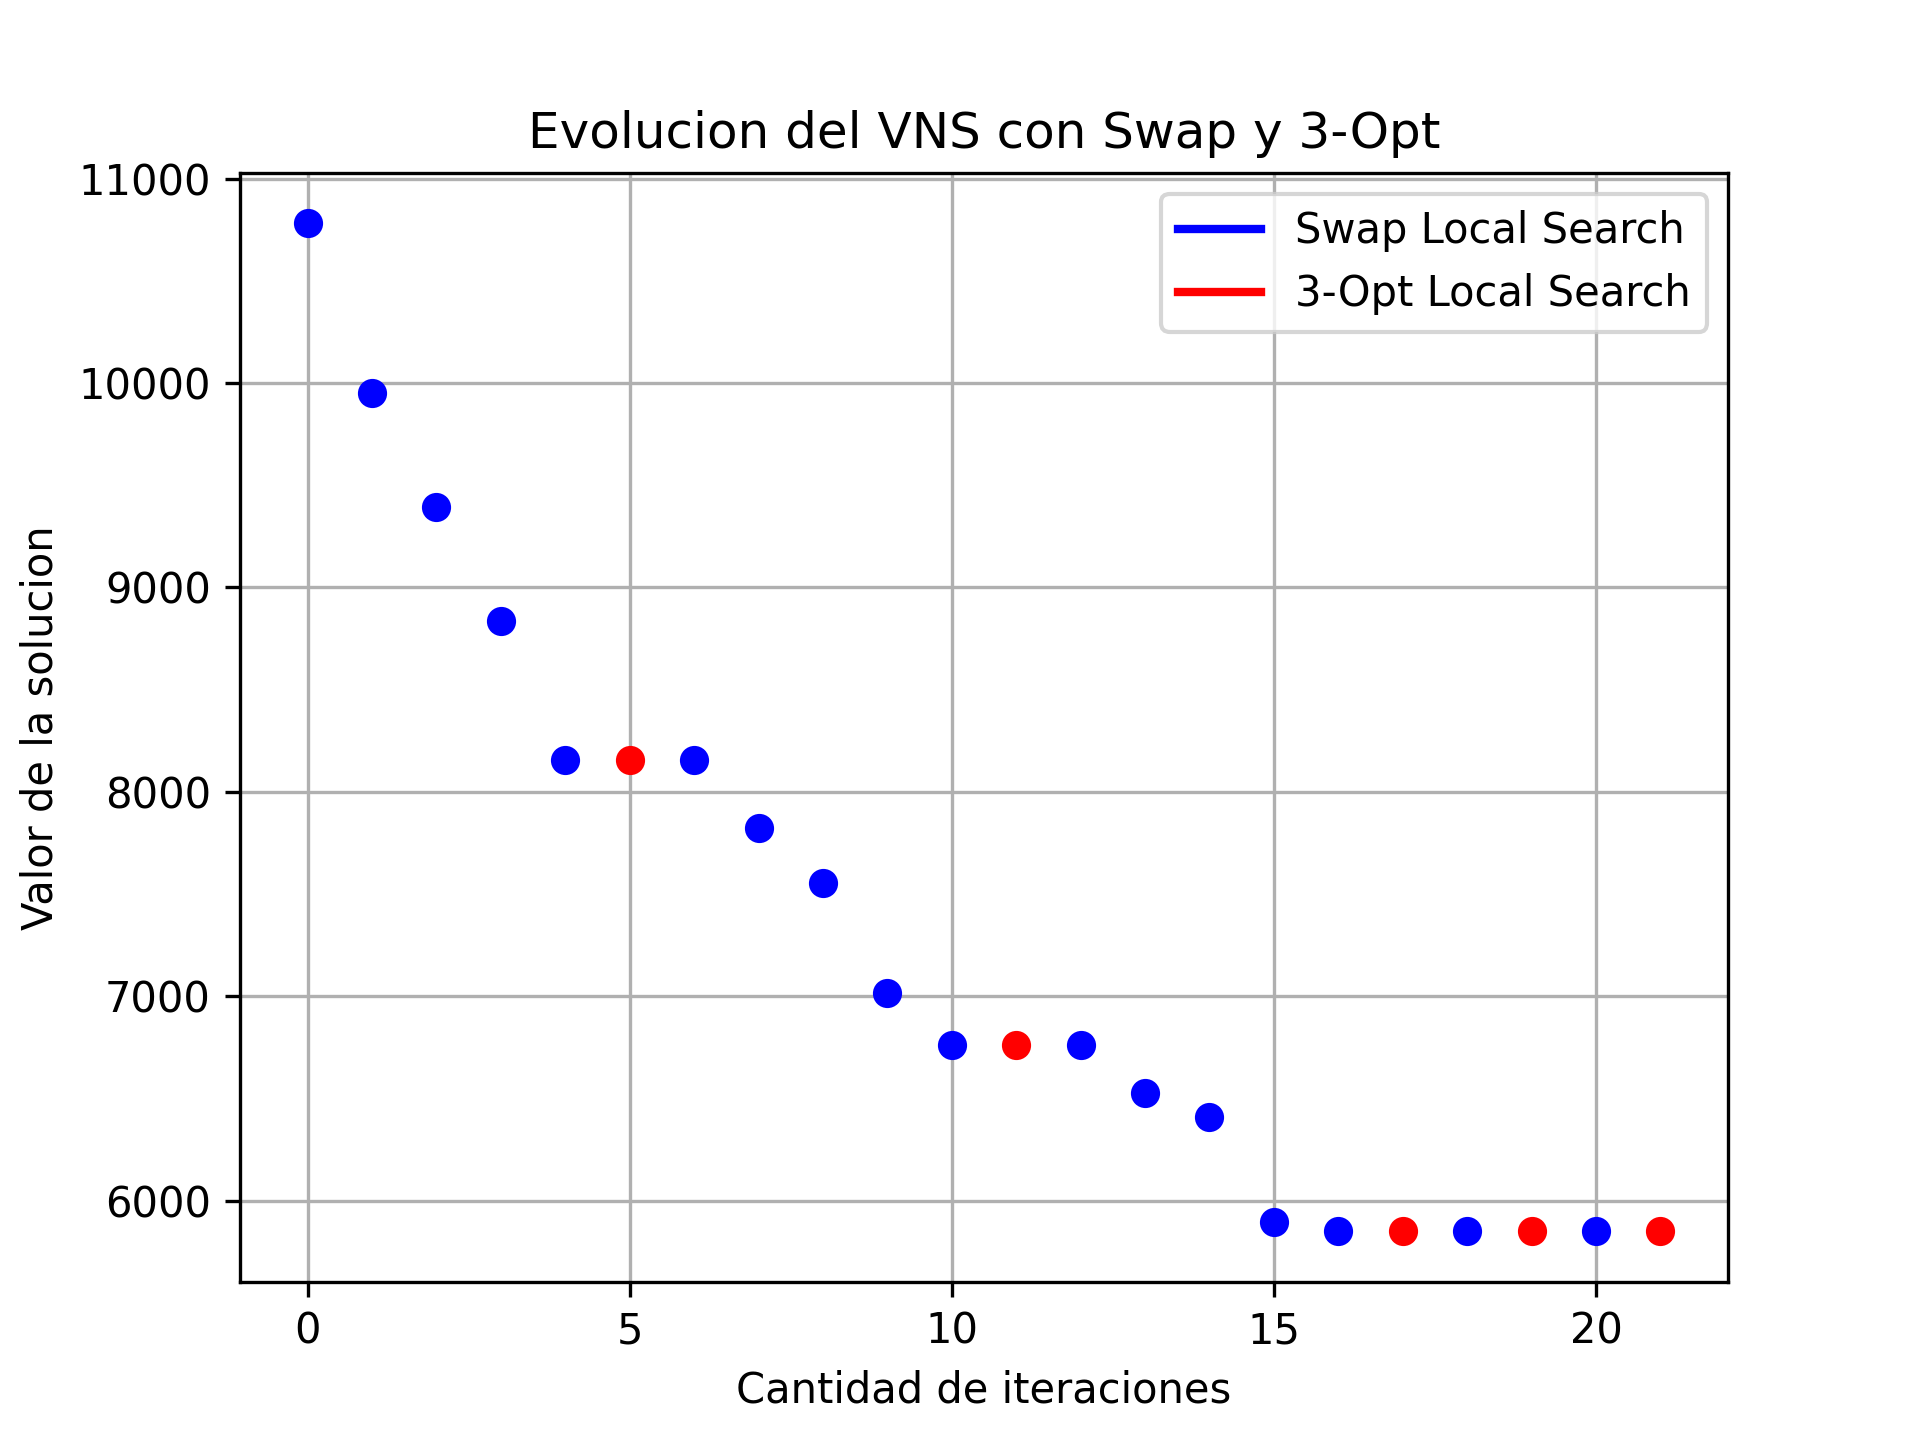 Evolucion del VNS con Swap y 3-Opt
Swap Local Search
3-Opt Local Search
Valor de la solucion
11000
10000
9000
8000
7000
6000
0 5 10 15 20
Cantidad de iteraciones